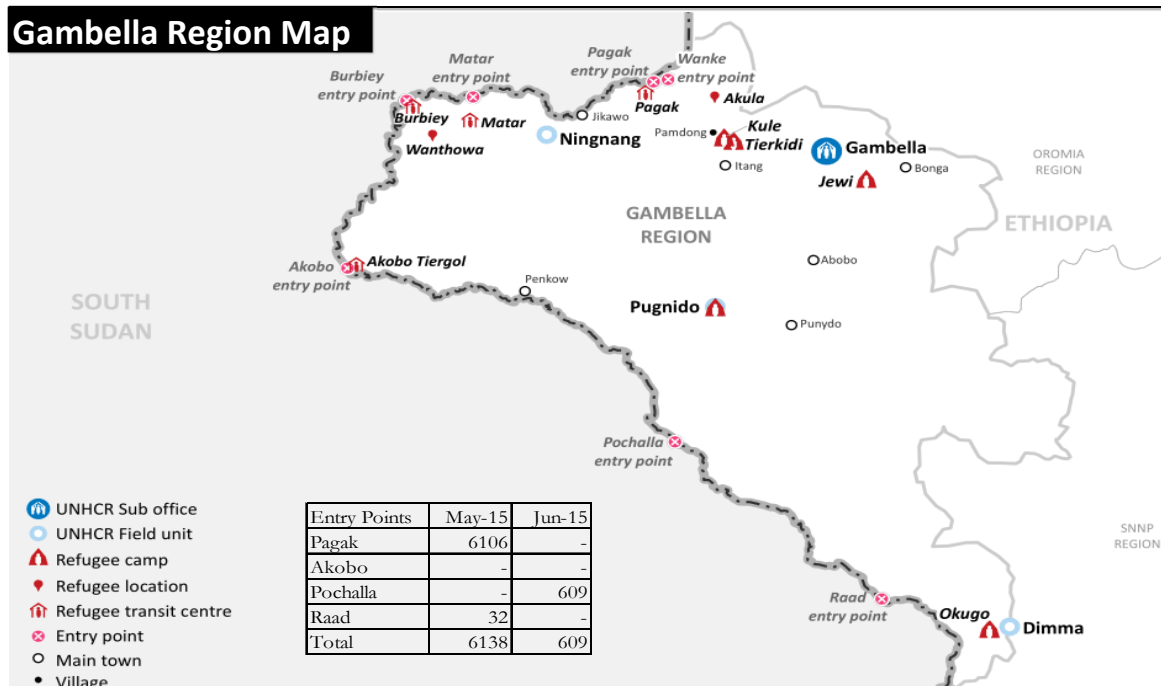 Gambella Region Map
Pagak
entry point
Wanke
entry point
Matar
entry point
Burbiey
entry point
Akula
Pagak
Jikawo
Burbiey
Matar
Wanthowa
Ningnang
Pamdong
Kule
Tierkidi
Itang
Gambella
Jewi
Bonga
OROMIA
REGION
GAMBELLA
REGION
ETHIOPIA
Akobo
entry point
Akobo Tiergol
Abobo
Penkow
SOUTH
SUDAN
Pugnido
Punydo
Pochalla
entry point
SNNP
REGION
Raad
entry point
Okugo
Dimma
UNHCR Sub office
UNHCR Field unit
Refugee camp
Refugee location
Refugee transit centre
Entry point
Main town
Village
Entry Points May-15 Jun-15
Pagak 6106 -
Akobo - -
Pochalla - 609
Raad 32 -
Total 6138 609